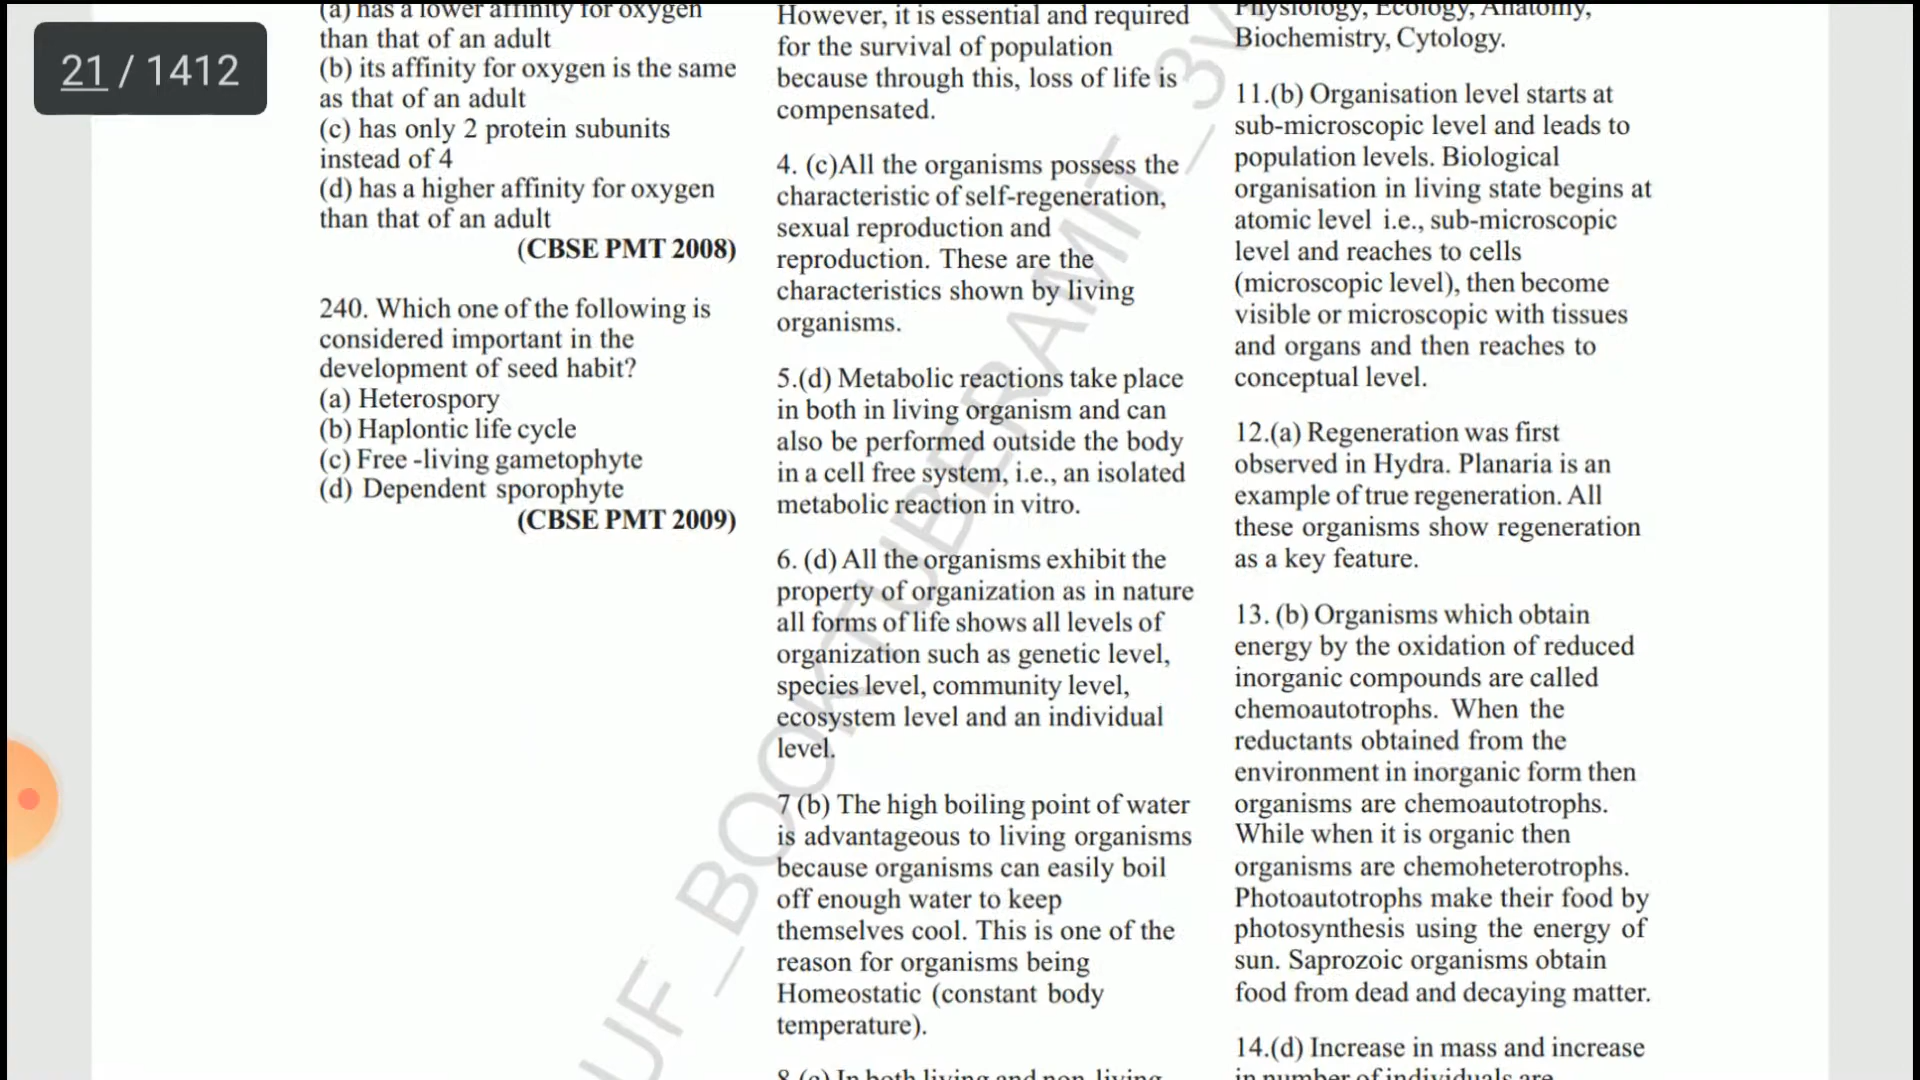 21 / 1412
(a) has a lower affinity for oxygen
than that of an adult
(b) its affinity for oxygen is the same
as that of an adult
(c) has only 2 protein subunits
instead of 4
(d) has a higher affinity for oxygen
than that of an adult
(CBSE PMT 2008)
240. Which one of the following is
considered important in the
development of seed habit?
(a) Heterospory
(b) Haplontic life cycle
(c) Free -living gametophyte
(d) Dependent sporophyte
(CBSE PMT 2009)
However, it is essential and required
for the survival of population
because through this, loss of life is
compensated.
4. (c)All the organisms possess the
characteristic of self-regeneration,
sexual reproduction and
reproduction. These are the
characteristics shown by living
organisms.
5.(d) Metabolic reactions take place
in both in living organism and can
also be performed outside the body
in a cell free system, i.e., an isolated
metabolic reaction in vitro.
6. (d) All the organisms exhibit the
property of organization as in nature
all forms of life shows all levels of
organization such as genetic level,
species level, community level,
ecosystem level and an individual
level.
7 (b) The high boiling point of water
is advantageous to living organisms
because organisms can easily boil
off enough water to keep
themselves cool. This is one of the
reason for organisms being
Homeostatic (constant body
temperature).
In both living and non-living
Physiology, Ecology, Anatomy,
Biochemistry, Cytology.
11.(b) Organisation level starts at
sub-microscopic level and leads to
population levels. Biological
organisation in living state begins at
atomic level i.e., sub-microscopic
level and reaches to cells
(microscopic level), then become
visible or microscopic with tissues
and organs and then reaches to
conceptual level.
12.(a) Regeneration was first
observed in Hydra. Planaria is an
example of true regeneration. All
these organisms show regeneration
as a key feature.
13. (b) Organisms which obtain
energy by the oxidation of reduced
inorganic compounds are called
chemoautotrophs. When the
reductants obtained from the
environment in inorganic form then
organisms are chemoautotrophs.
While when it is organic then
organisms are chemoheterotrophs.
Photoautotrophs make their food by
photosynthesis using the energy of
sun. Saprozoic organisms obtain
food from dead and decaying matter.
14.(d) Increase in mass and increase
in number of individuals are
UF_BOOKTUBERAMIT_3V